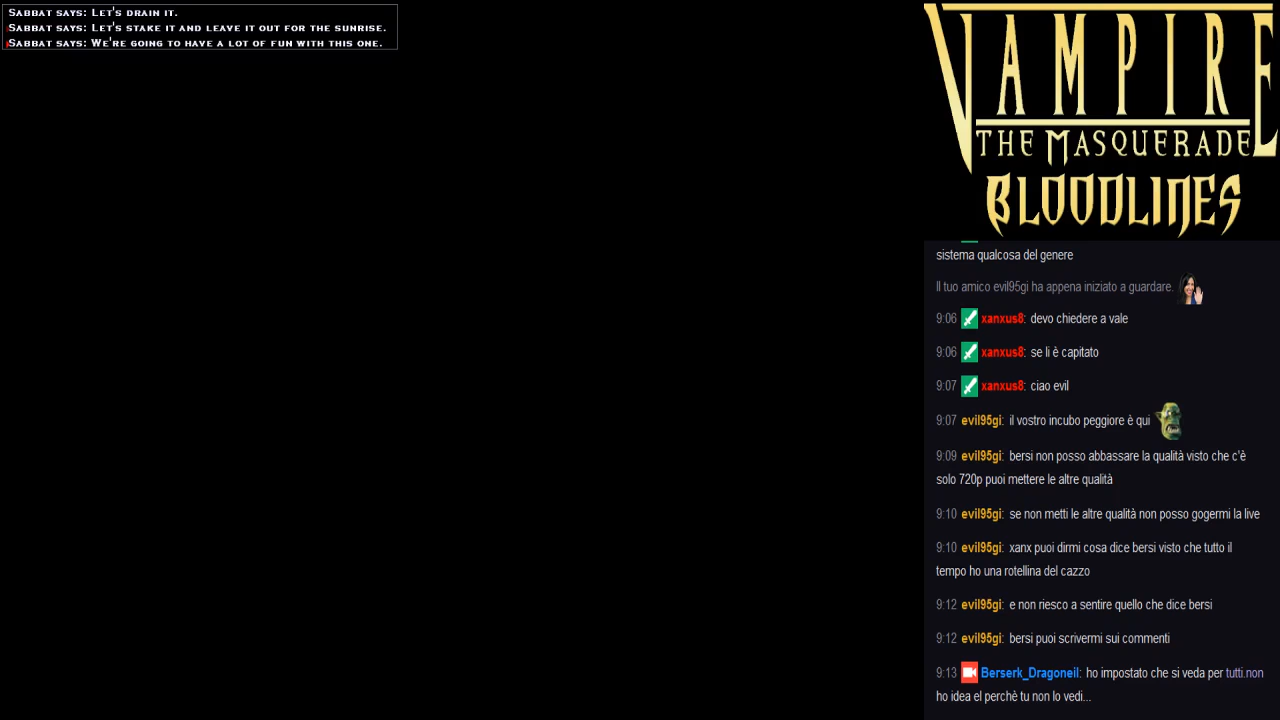 SABBAT SAYS: LET'S DRAIN IT.
SABBAT SAYS: LET'S STAKE IT AND LEAVE IT OUT FOR THE SUNRISE.
SABBAT SAYS: WE'RE GOING TO HAVE A LOT OF FUN WITH THIS ONE.
VAMPIRE
THE MASQUERADE
BLOODLINES
sistema qualcosa del genere
Il tuo amico evil95gi ha appena iniziato a guardare.
9:06 xanxus8: devo chiedere a vale
9:06 xanxus8: se li è capitato
9:07 xanxus8: ciao evil
9:07 evil95gi: il vostro incubo peggiore è qui
9:09 evil95gi: bersi non posso abbassare la qualità visto che c'è
solo 720p puoi mettere le altre qualità
9:10 evil95gi: se non metti le altre qualità non posso gogermi la live
9:10 evil95gi: xanx puoi dirmi cosa dice bersi visto che tutto il
tempo ho una rotellina del cazzo
9:12 evil95gi: e non riesco a sentire quello che dice bersi
9:12 evil95gi: bersi puoi scrivermi sui commenti
9:13 Berserk_Dragoneil: ho impostato che si veda per tutti.non
ho idea el perchè tu non lo vedi...